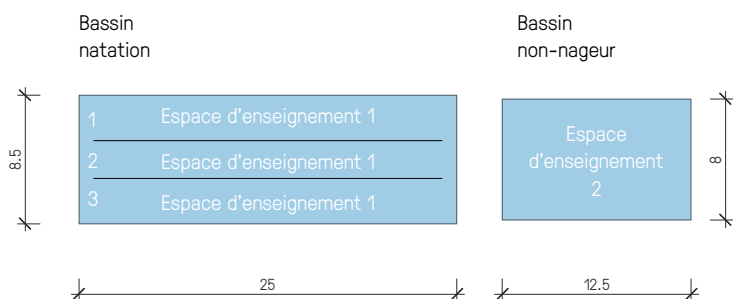 Bassin
natation
Bassin
non-nageur
8.5
1
Espace d'enseignement 1
2
Espace d'enseignement 1
3
Espace d'enseignement 1
Espace
d'enseignement
2
8
25
12.5